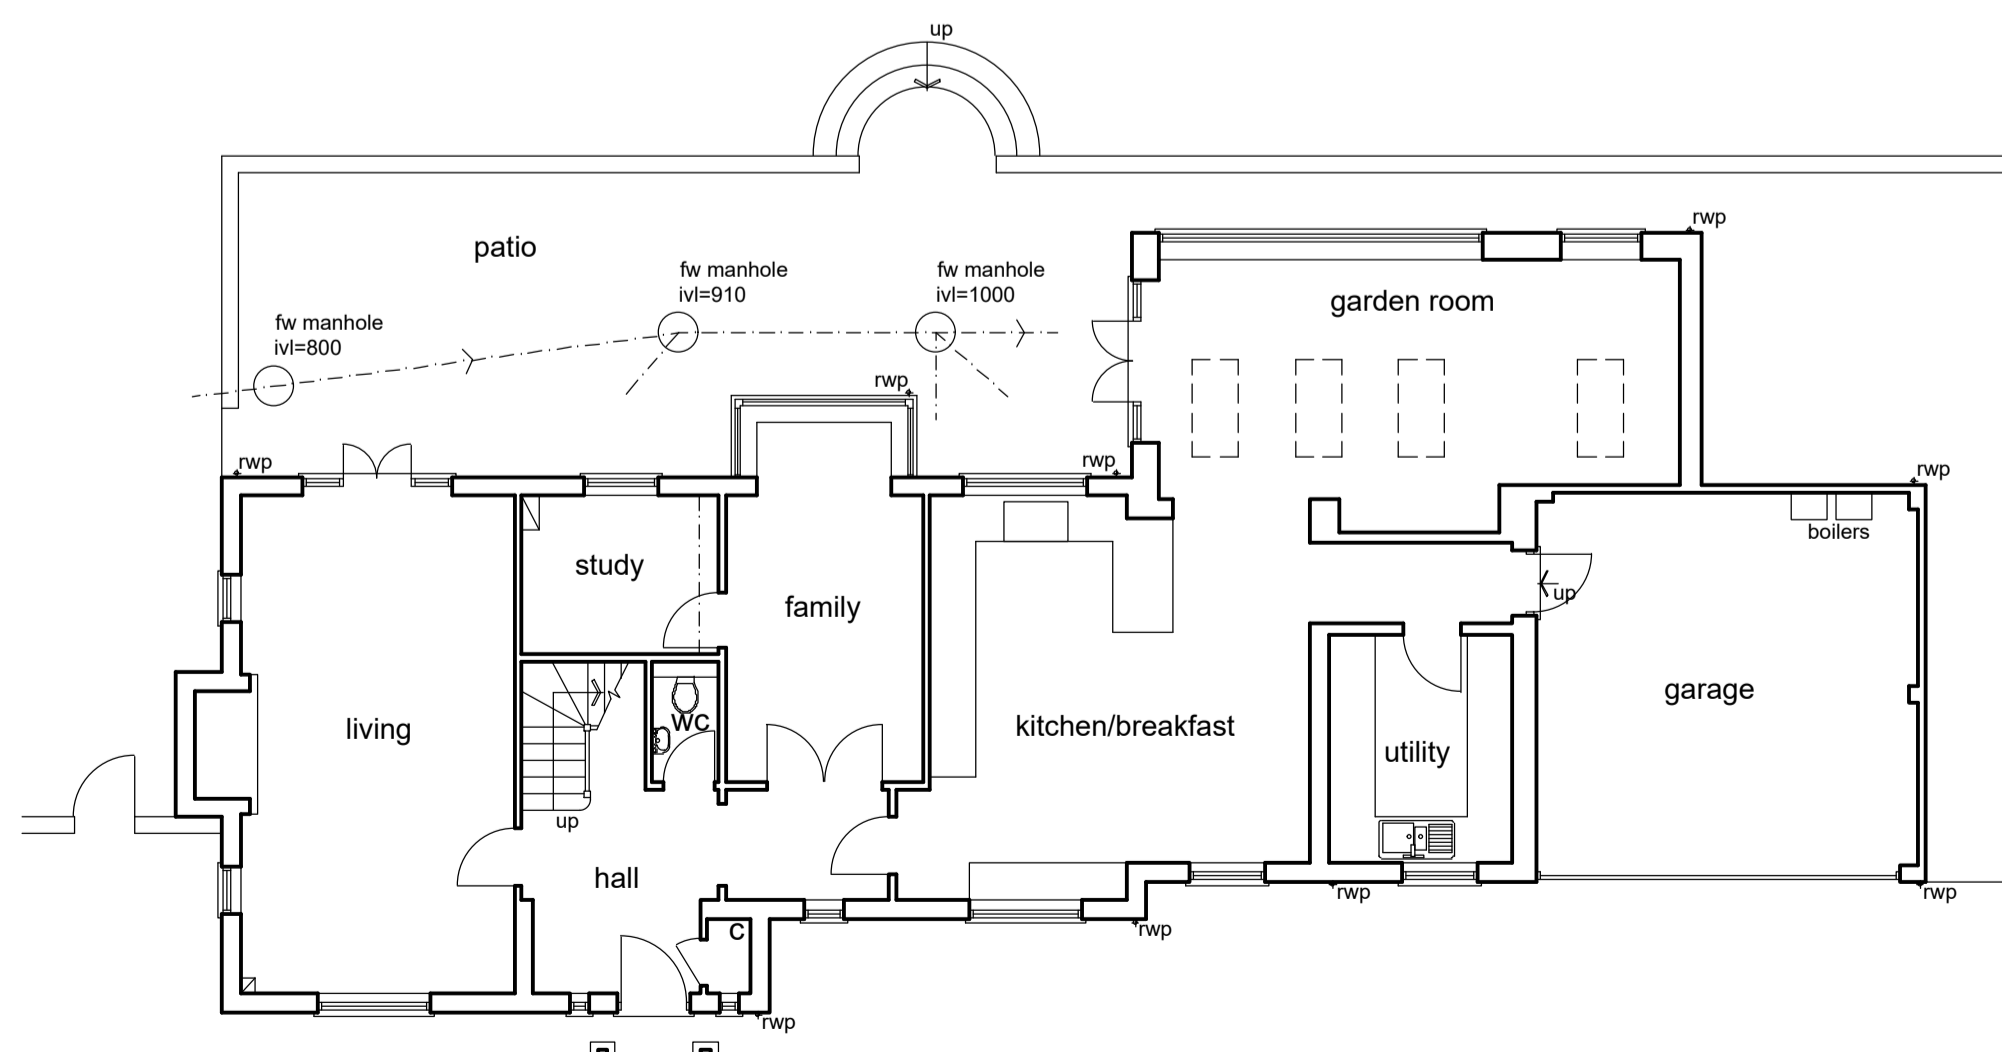 up
rwp
patio
fw manhole
ivl=910
fw manhole
ivl=1000
garden room
fw manhole
ivl=800
rwp
rwp
rwp
rwp
boilers
study
up
family
garage
wc
living
kitchen/breakfast
utility
up
hall
rwp
rwp
c
rwp
rwp